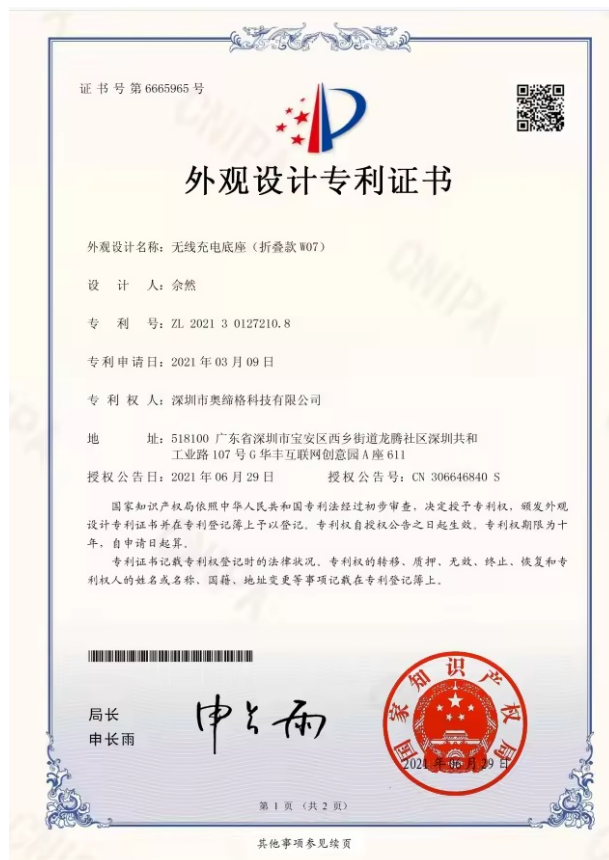 证书号第6665965号
外观设计专利证书
外观设计名称：无线充电底座（折叠款W07）
设计人：佘然
专利号：ZL 2021 3 0127210.8
专利申请日：2021年03月09日
专利权人：深圳市奥缔格科技有限公司
地址：518100 广东省深圳市宝安区西乡街道龙腾社区深圳共和
工业路107号G华丰互联网创意园A座611
授权公告日：2021年06月29日 授权公告号：CN 306646840 S
国家知识产权局依照中华人民共和国专利法经过初步审查，决定授予专利权，颁发外观
设计专利证书并在专利登记簿上予以登记。专利权自授权公告之日起生效。专利权期限为十
年，自申请日起算。
专利证书记载专利权登记时的法律状况。专利权的转移、质押、无效、终止、恢复和专
利权人的姓名或名称、国籍、地址变更等事项记载在专利登记簿上。
局长
申长雨
申长雨
国家知识产权局
2021年06月29日
第1页（共2页）
其他事项参见续页
CNIPA
CNIPA
CNIPA